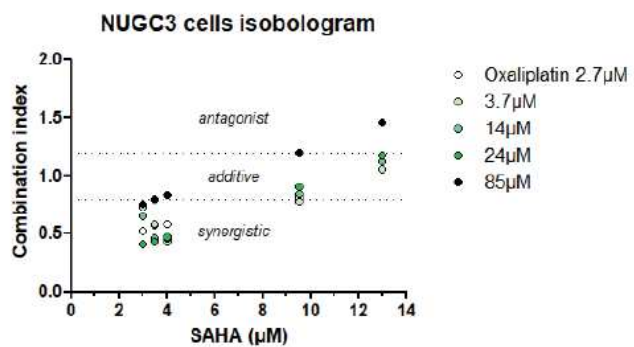 NUGC3 cells isobologram
Combination index
2.0
1.5
1.0
0.5
0.0
antagonist
additive
synergistic
0 2 4 6 8 10 12 14
SAHA (µM)
Oxaliplatin 2.7µM
3.7µM
14µM
24µM
85µM